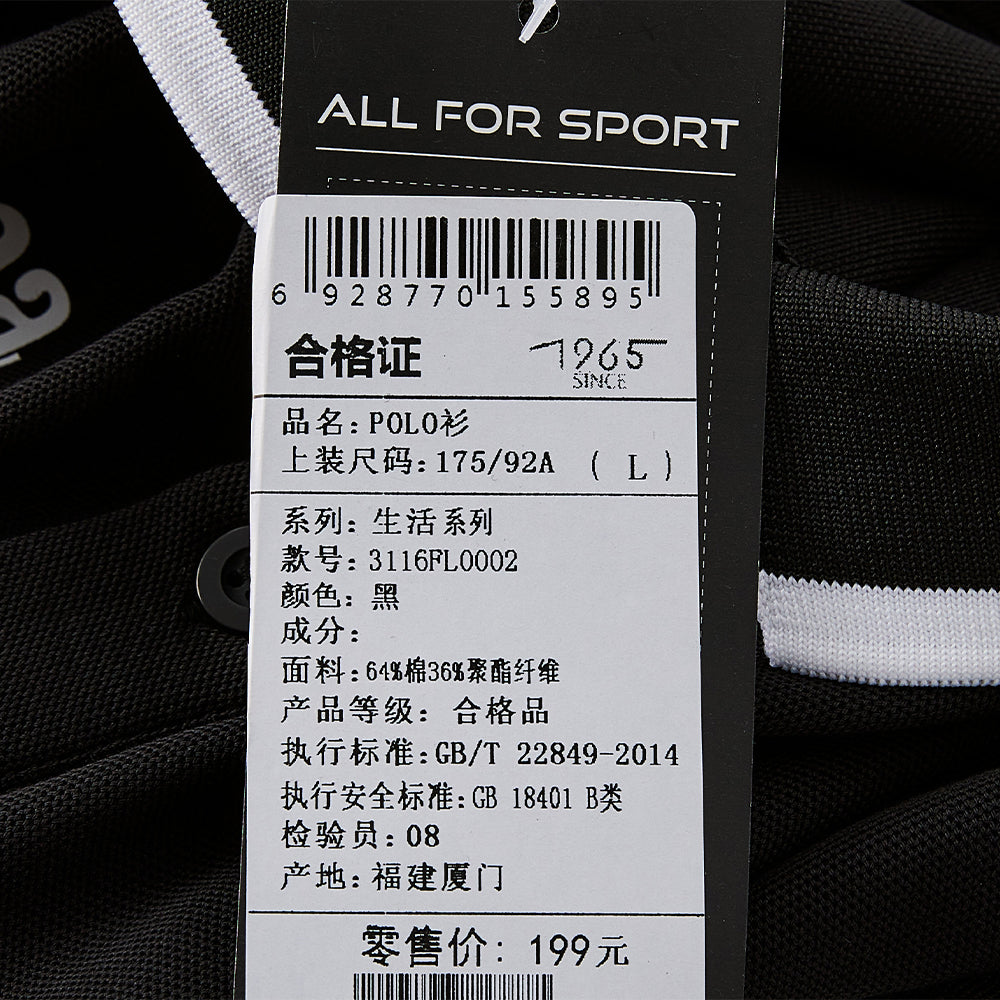 ALL FOR SPORT
6 928770 155895
合格证
1965
SINCE
品名:POLO衫
上装尺码:175/92A (L)
系列:生活系列
款号:3116FL0002
颜色:黑
成分:
面料:64%棉36%聚酯纤维
产品等级:合格品
执行标准:GB/T 22849-2014
执行安全标准:GB 18401 B类
检验员:08
产地:福建厦门
零售价:199元